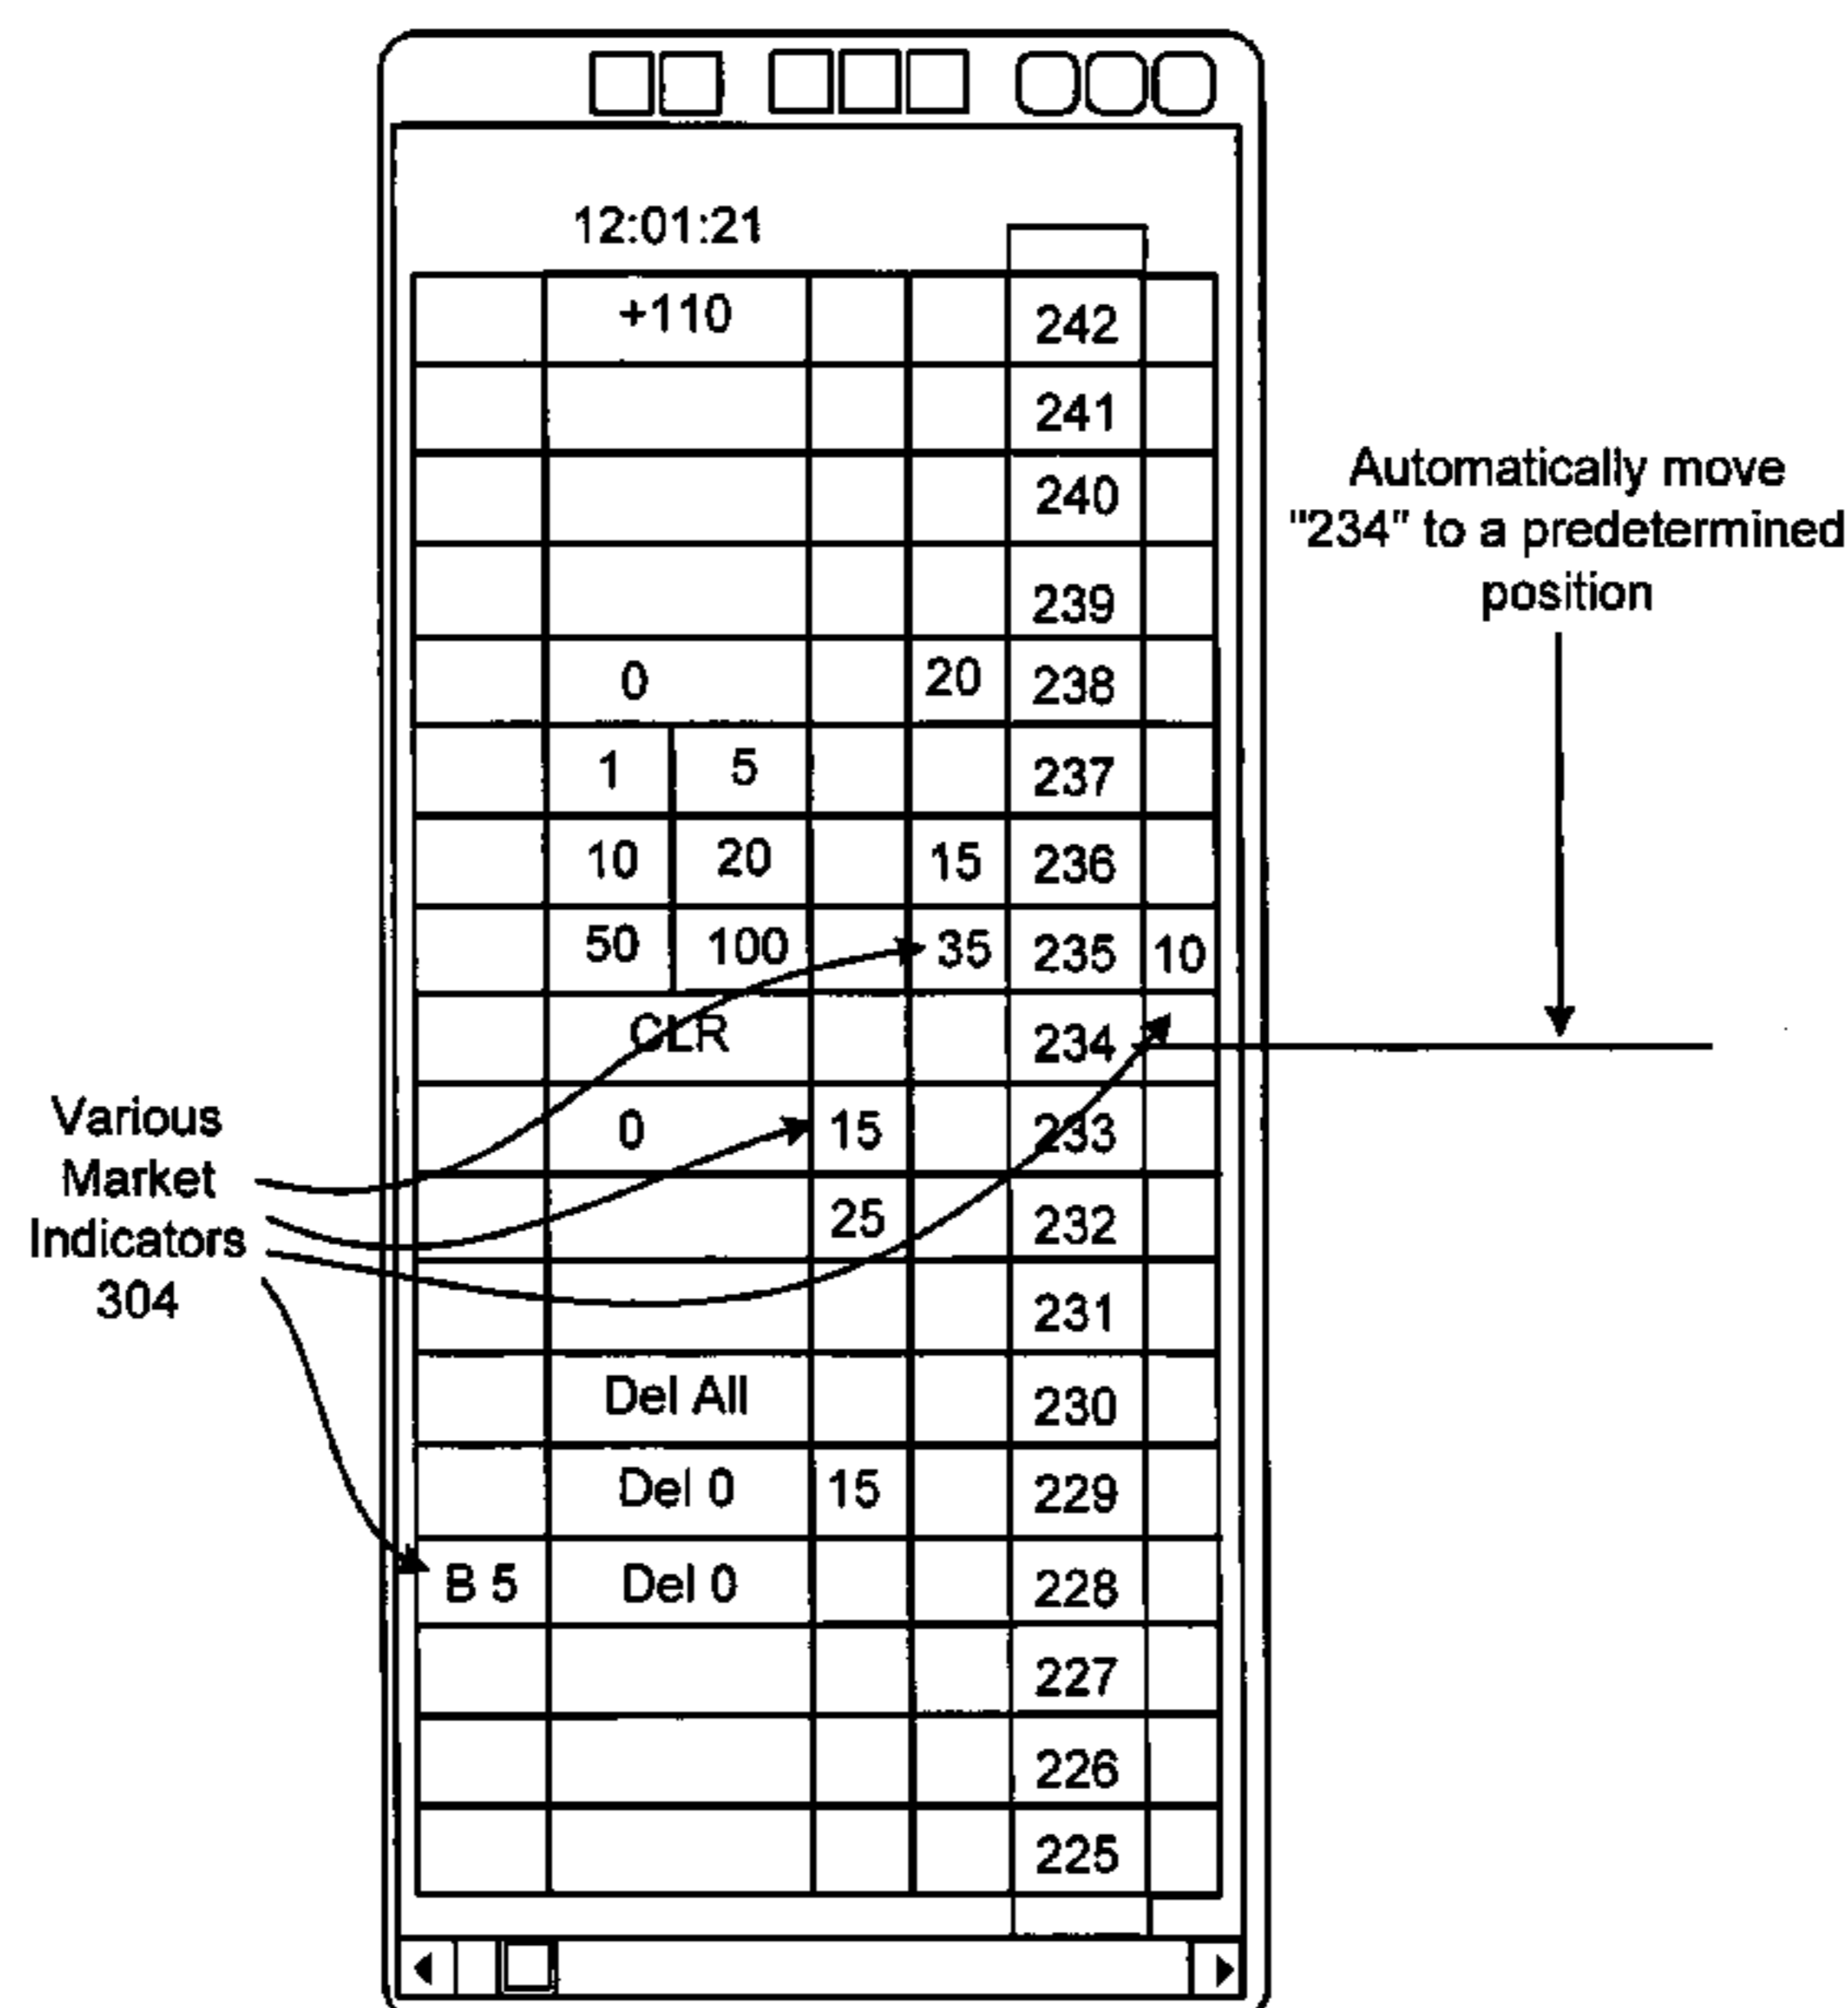 12:01:21
+110 242
241
240
239
0 20 238
1 5 237
10 20 15 236
50 100 35 235 10
CLR 234
0 15 233
25 232
231
Del All 230
Del 0 15 229
B 5 Del 0 228
227
226
225
Automatically move
"234" to a predetermined
position
Various
Market
Indicators
304